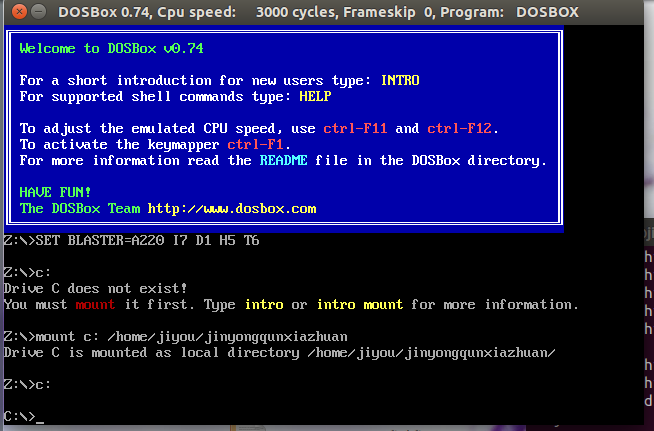 DOSBox 0.74, Cpu speed: 3000 cycles, Frameskip 0, Program: DOSBOX
Welcome to DOSBox v0.74
For a short introduction for new users type: INTRO
For supported shell commands type: HELP
To adjust the emulated CPU speed, use ctrl-F11 and ctrl-F12.
To activate the keymapper ctrl-F1.
For more information read the README file in the DOSBox directory.
HAVE FUN!
The DOSBox Team http://www.dosbox.com
Z:\>SET BLASTER=A220 I7 D1 H5 T6
Z:\>c:
Drive C does not exist!
You must mount it first. Type intro or intro mount for more information.
Z:\>mount c: /home/jiyou/jinyongqunxiazhuan
Drive C is mounted as local directory /home/jiyou/jinyongqunxiazhuan/
Z:\>c:
C:\>_